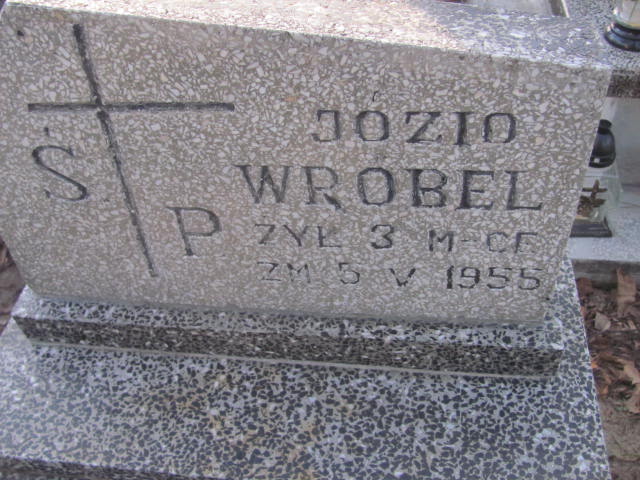 Ś. P
JÓZIO
WRÓBEL
ŻYŁ 3 M-CE
ZM 5 V 1955